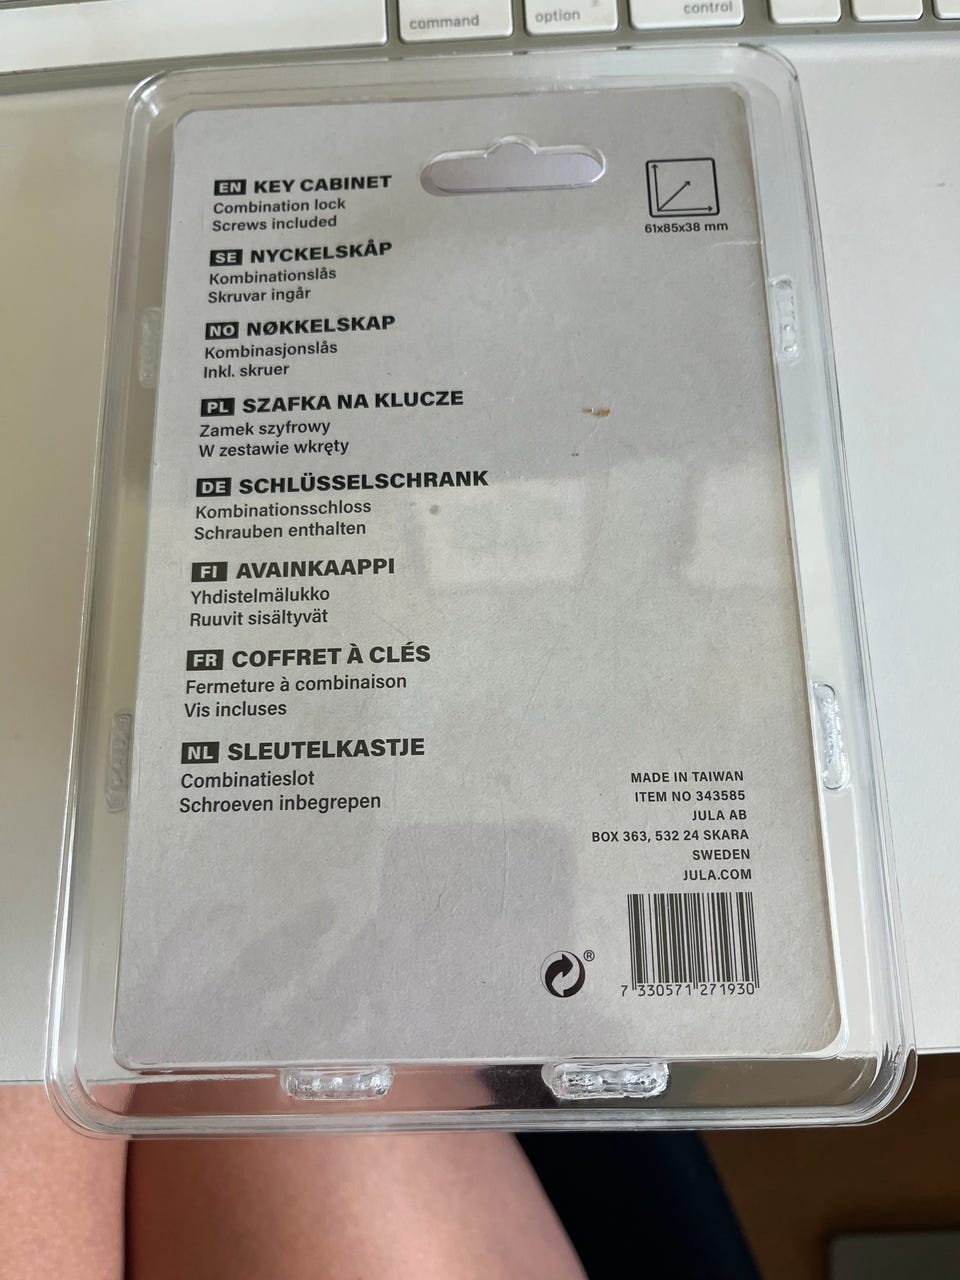 command
option
control
EN KEY CABINET
Combination lock
Screws included
61x85x38 mm
SE NYCKELSKÅP
Kombinationslås
Skruvar ingår
NO NØKKELSKAP
Kombinasjonslås
Inkl. skruer
PL SZAFKA NA KLUCZE
Zamek szyfrowy
W zestawie wkręty
DE SCHLÜSSELSCHRANK
Kombinationsschloss
Schrauben enthalten
FI AVAINKAAPPI
Yhdistelmälukko
Ruuvit sisältyvät
FR COFFRET À CLÉS
Fermeture à combinaison
Vis incluses
NL SLEUTELKASTJE
Combinatieslot
Schroeven inbegrepen
MADE IN TAIWAN
ITEM NO 343585
JULA AB
BOX 363, 532 24 SKARA
SWEDEN
JULA.COM
®
7 330571 271930